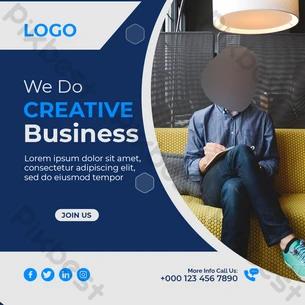 LOGO
We Do
CREATIVE
Business
Lorem ipsum dolor sit amet,
consectetur adipiscing elit,
sed do eiusmod tempor
JOIN US
More Info Call Us:
+000 123 456 7890